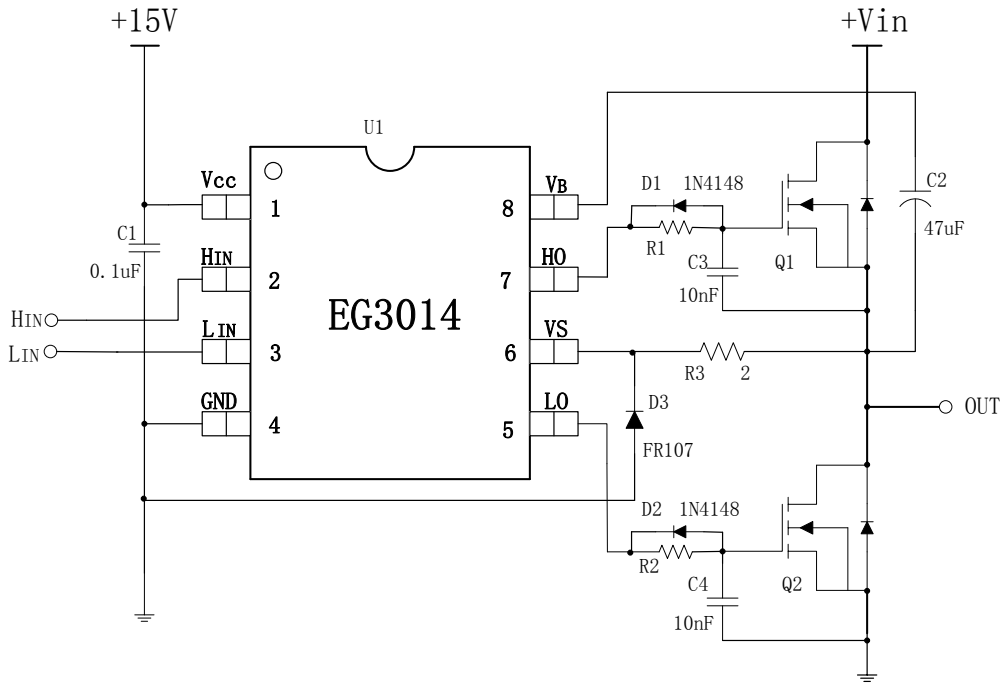 +15V
+Vin
U1
Vcc
1
VB
8
D1 1N4148
C2
47uF
C1
0.1uF
HIN
2
HO
7
R1
C3
10nF
Q1
EG3014
HIN
LIN
LIN
3
VS
6
R3 2
GND
4
LO
5
D3
FR107
OUT
D2 1N4148
R2
C4
10nF
Q2